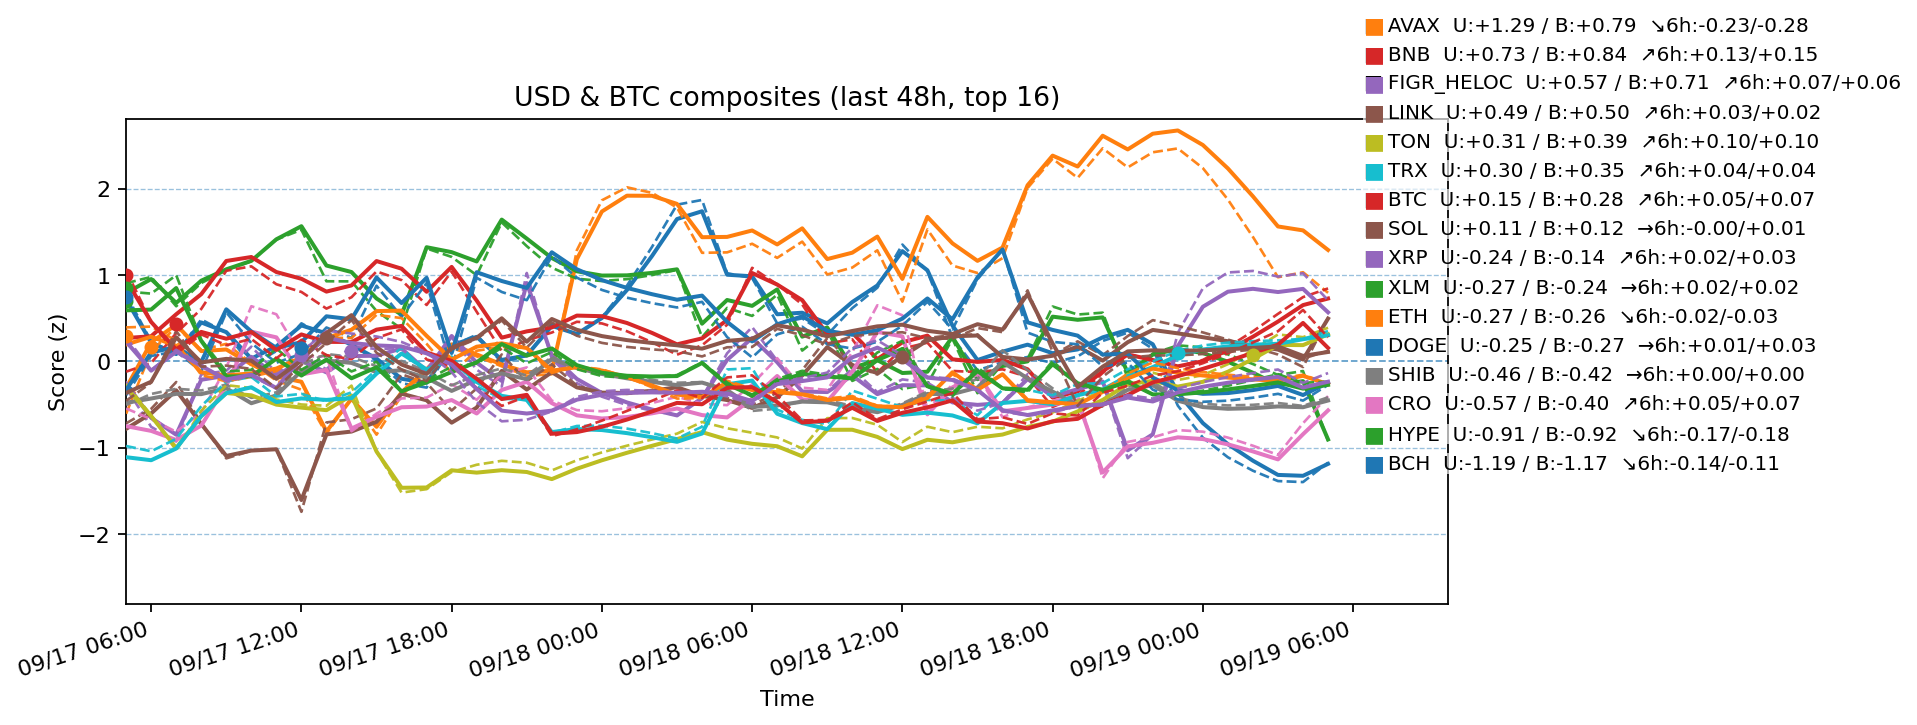 AVAX U:+1.29 / B:+0.79 ↘6h:-0.23/-0.28
BNB U:+0.73 / B:+0.84 ↗6h:+0.13/+0.15
FIGR_HELOC U:+0.57 / B:+0.71 ↗6h:+0.07/+0.06
LINK U:+0.49 / B:+0.50 ↗6h:+0.03/+0.02
TON U:+0.31 / B:+0.39 ↗6h:+0.10/+0.10
TRX U:+0.30 / B:+0.35 ↗6h:+0.04/+0.04
BTC U:+0.15 / B:+0.28 ↗6h:+0.05/+0.07
SOL U:+0.11 / B:+0.12 →6h:-0.00/+0.01
XRP U:-0.24 / B:-0.14 ↗6h:+0.02/+0.03
XLM U:-0.27 / B:-0.24 →6h:+0.02/+0.02
ETH U:-0.27 / B:-0.26 ↘6h:-0.02/-0.03
DOGE U:-0.25 / B:-0.27 →6h:+0.01/+0.03
SHIB U:-0.46 / B:-0.42 →6h:+0.00/+0.00
CRO U:-0.57 / B:-0.40 ↗6h:+0.05/+0.07
HYPE U:-0.91 / B:-0.92 ↘6h:-0.17/-0.18
BCH U:-1.19 / B:-1.17 ↘6h:-0.14/-0.11
USD & BTC composites (last 48h, top 16)
Score (z)
2
1
0
−1
−2
09/17 06:00
09/17 12:00
09/17 18:00
09/18 00:00
09/18 06:00
09/18 12:00
09/18 18:00
09/19 00:00
09/19 06:00
Time